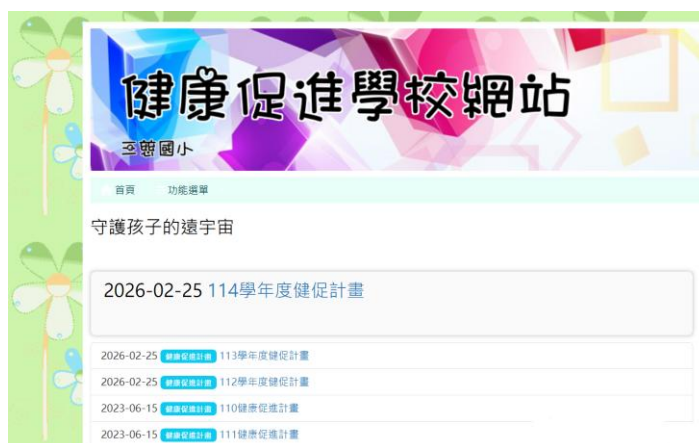 健康促進學校網站
國小
首頁 功能選單
守護孩子的遠宇宙
2026-02-25 114學年度健促計畫
2026-02-25 健康促進計畫 113學年度健促計畫
2026-02-25 健康促進計畫 112學年度健促計畫
2023-06-15 健康促進計畫 110健康促進計畫
2023-06-15 健康促進計畫 111健康促進計畫